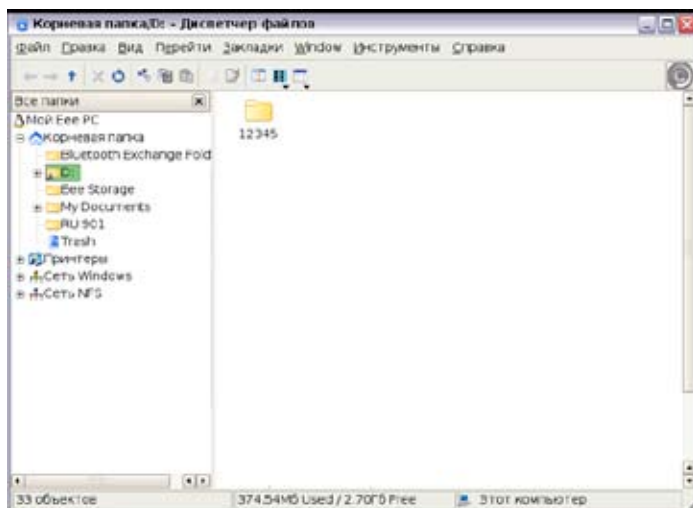 Корневая папка/D: - Диспетчер файлов
Файл Правка Вид Перейти Закладки Window Инструменты Справка
Все папки
Мой Eee PC
Корневая папка
Bluetooth Exchange Fold
D:
Eee Storage
My Documents
RU 901
Trash
Принтеры
Сеть Windows
Сеть NFS
12345
33 объектов
374.54Мб Used / 2.70Гб Free
Этот компьютер